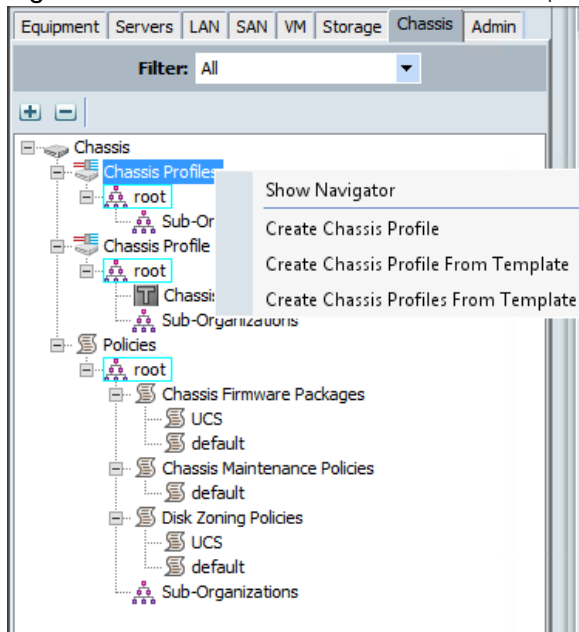 Equipment Servers LAN SAN VM Storage Chassis Admin
Filter: All
Chassis
Chassis Profiles
Show Navigator
root
Sub-Or
Create Chassis Profile
Chassis Profile
Create Chassis Profile From Template
root
Chassis
Create Chassis Profiles From Template
Sub-Organizations
Policies
root
Chassis Firmware Packages
UCS
default
Chassis Maintenance Policies
default
Disk Zoning Policies
UCS
default
Sub-Organizations